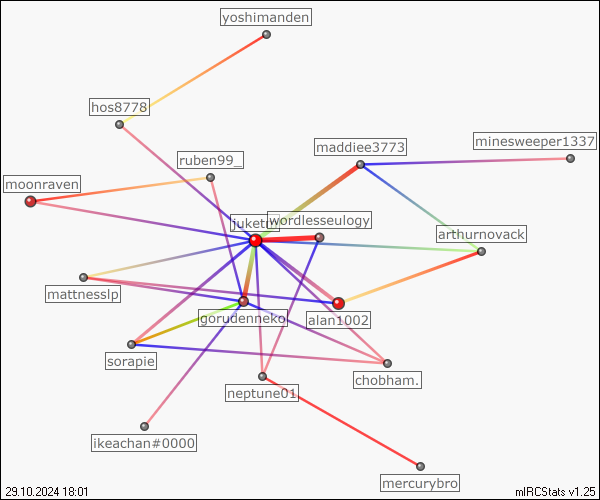 yoshimanden
hos8778
minesweeper1337
maddiee3773
ruben99_
moonraven
wordlesseulogy
arthurnovack
mattnesslp
gorudenneko
alan1002
sorapie
chobham.
neptune01
ikeachan#0000
mercurybro
29.10.2024 18:01
mIRCStats v1.25